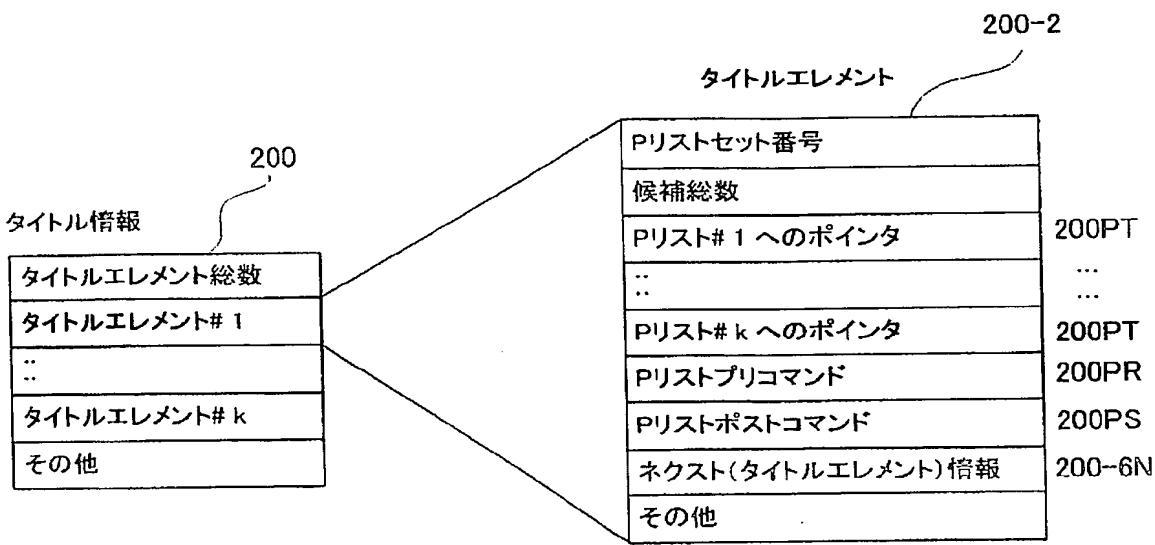 200-2
タイトルエレメント
200
タイトル情報
タイトルエレメント総数
タイトルエレメント# 1
::
タイトルエレメント# k
その他
Pリストセット番号
候補総数
Pリスト# 1 へのポインタ 200PT
:: ...
...
Pリスト# k へのポインタ 200PT
Pリストプリコマンド 200PR
Pリストポストコマンド 200PS
ネクスト(タイトルエレメント)情報 200-6N
その他